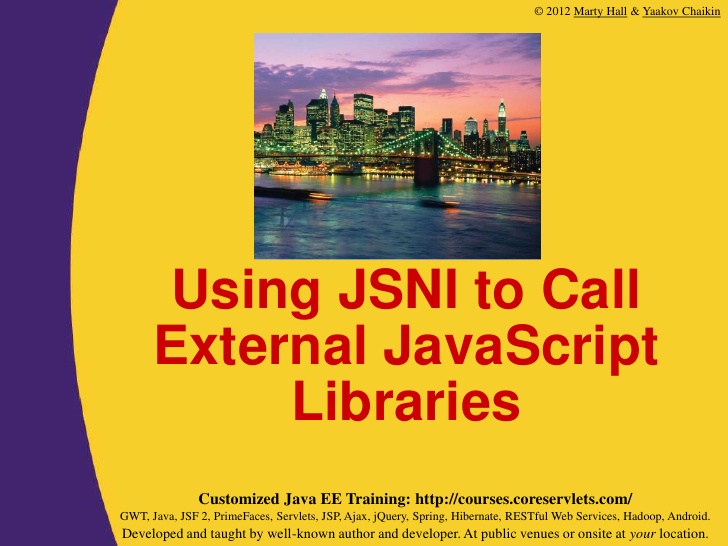 © 2012 Marty Hall & Yaakov Chaikin
Using JSNI to Call
External JavaScript
Libraries
Customized Java EE Training: http://courses.coreservlets.com/
GWT, Java, JSF 2, PrimeFaces, Servlets, JSP, Ajax, jQuery, Spring, Hibernate, RESTful Web Services, Hadoop, Android.
Developed and taught by well-known author and developer. At public venues or onsite at your location.